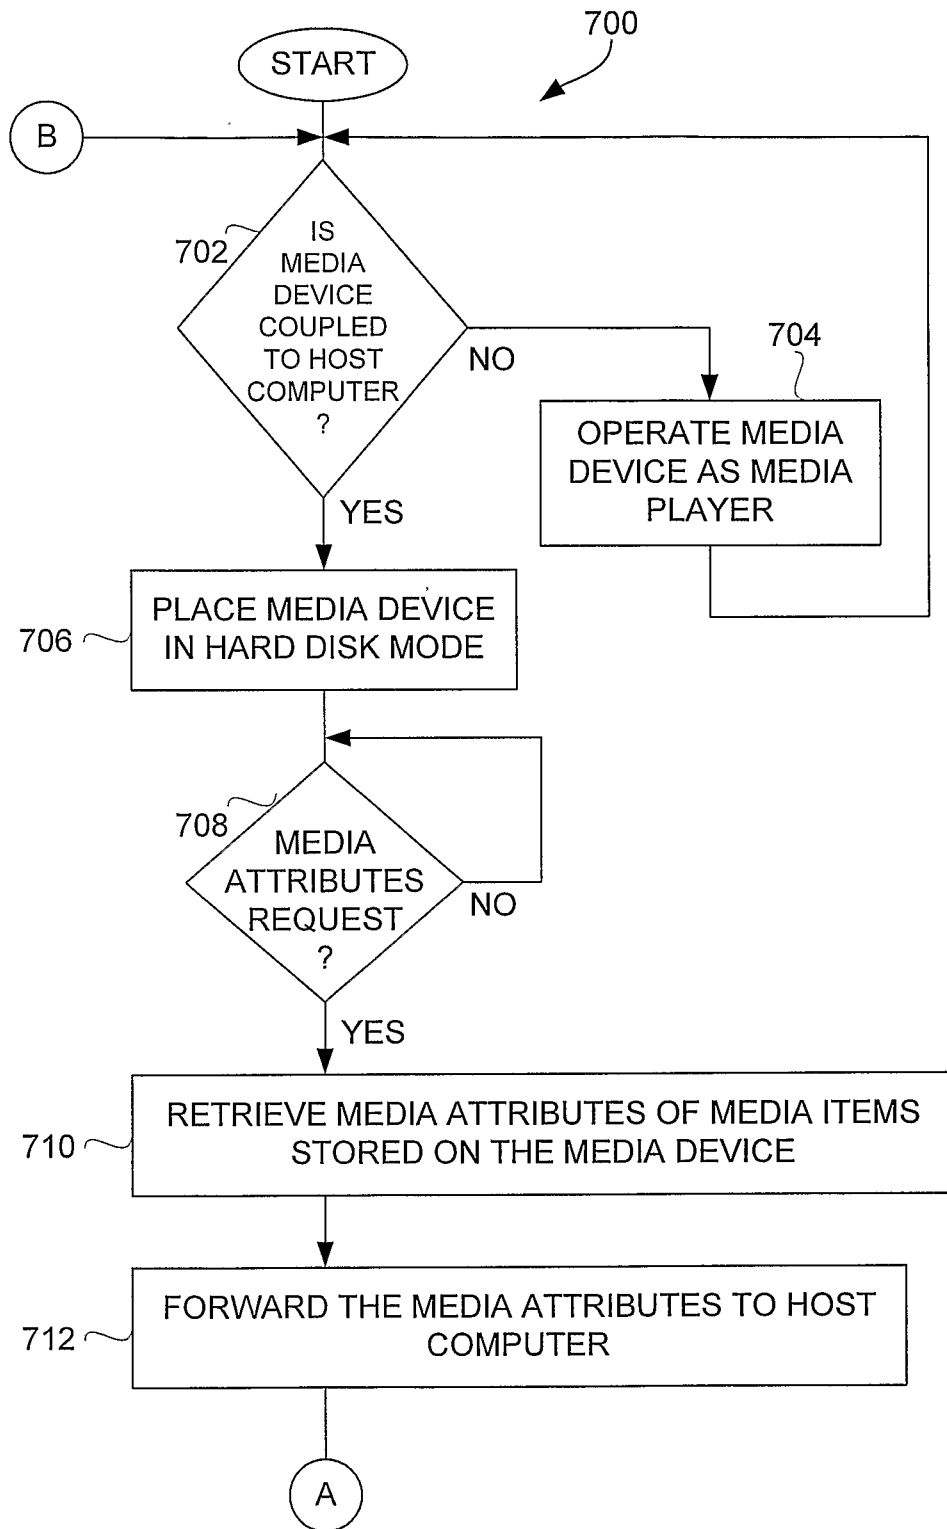 700
START
B
702
IS
MEDIA
DEVICE
COUPLED
TO HOST
COMPUTER
?
NO
704
OPERATE MEDIA
DEVICE AS MEDIA
PLAYER
YES
706
PLACE MEDIA DEVICE
IN HARD DISK MODE
708
MEDIA
ATTRIBUTES
REQUEST
?
NO
YES
710
RETRIEVE MEDIA ATTRIBUTES OF MEDIA ITEMS
STORED ON THE MEDIA DEVICE
712
FORWARD THE MEDIA ATTRIBUTES TO HOST
COMPUTER
A